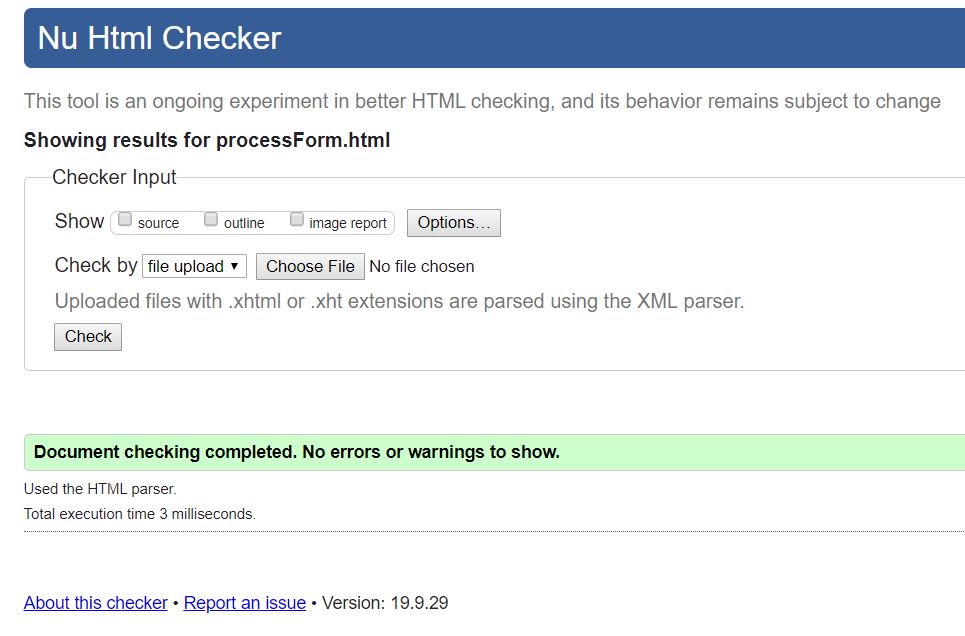 Nu Html Checker
This tool is an ongoing experiment in better HTML checking, and its behavior remains subject to change
Showing results for processForm.html
Checker Input
Show source outline image report Options...
Check by file upload Choose File No file chosen
Uploaded files with .xhtml or .xht extensions are parsed using the XML parser.
Check
Document checking completed. No errors or warnings to show.
Used the HTML parser.
Total execution time 3 milliseconds.
About this checker • Report an issue • Version: 19.9.29